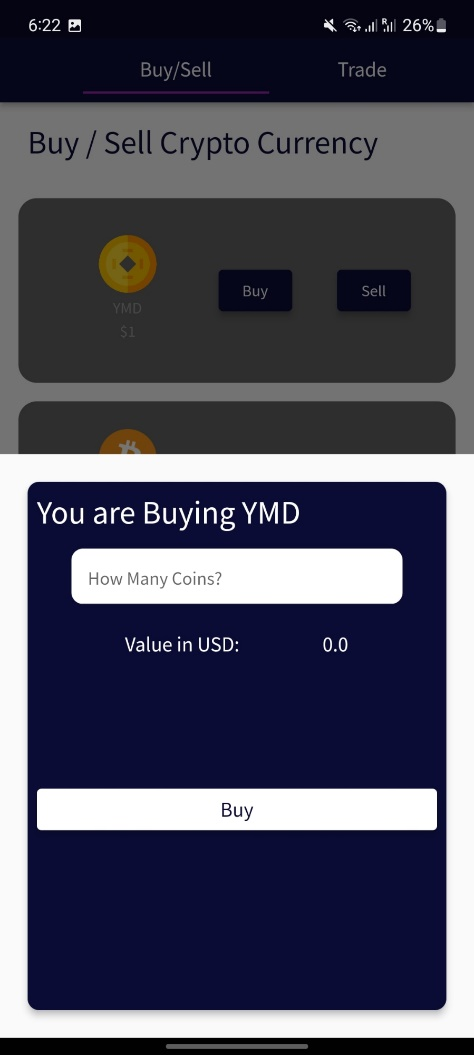 6:22 26%
Buy/Sell Trade
Buy / Sell Crypto Currency
YMD
$1
Buy Sell
You are Buying YMD
How Many Coins?
Value in USD: 0.0
Buy